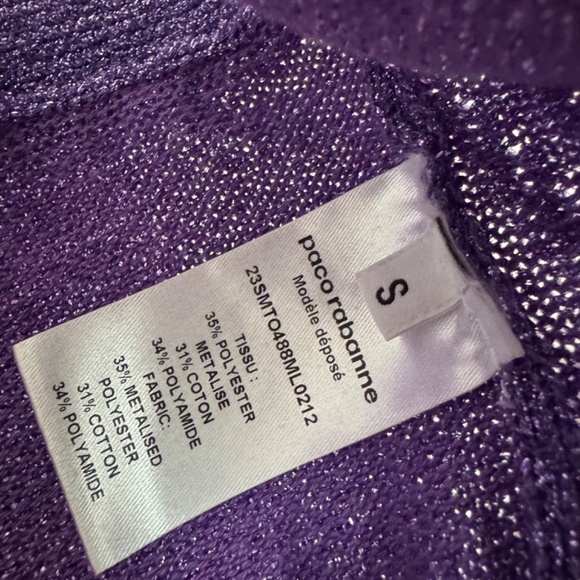 S
paco rabanne
Modèle déposé
23SMTO488ML0212
TISSU :
35% POLYESTER
METALISE
31% COTON
34% POLYAMIDE
FABRIC:
35% METALISED
POLYESTER
31% COTTON
34% POLYAMIDE